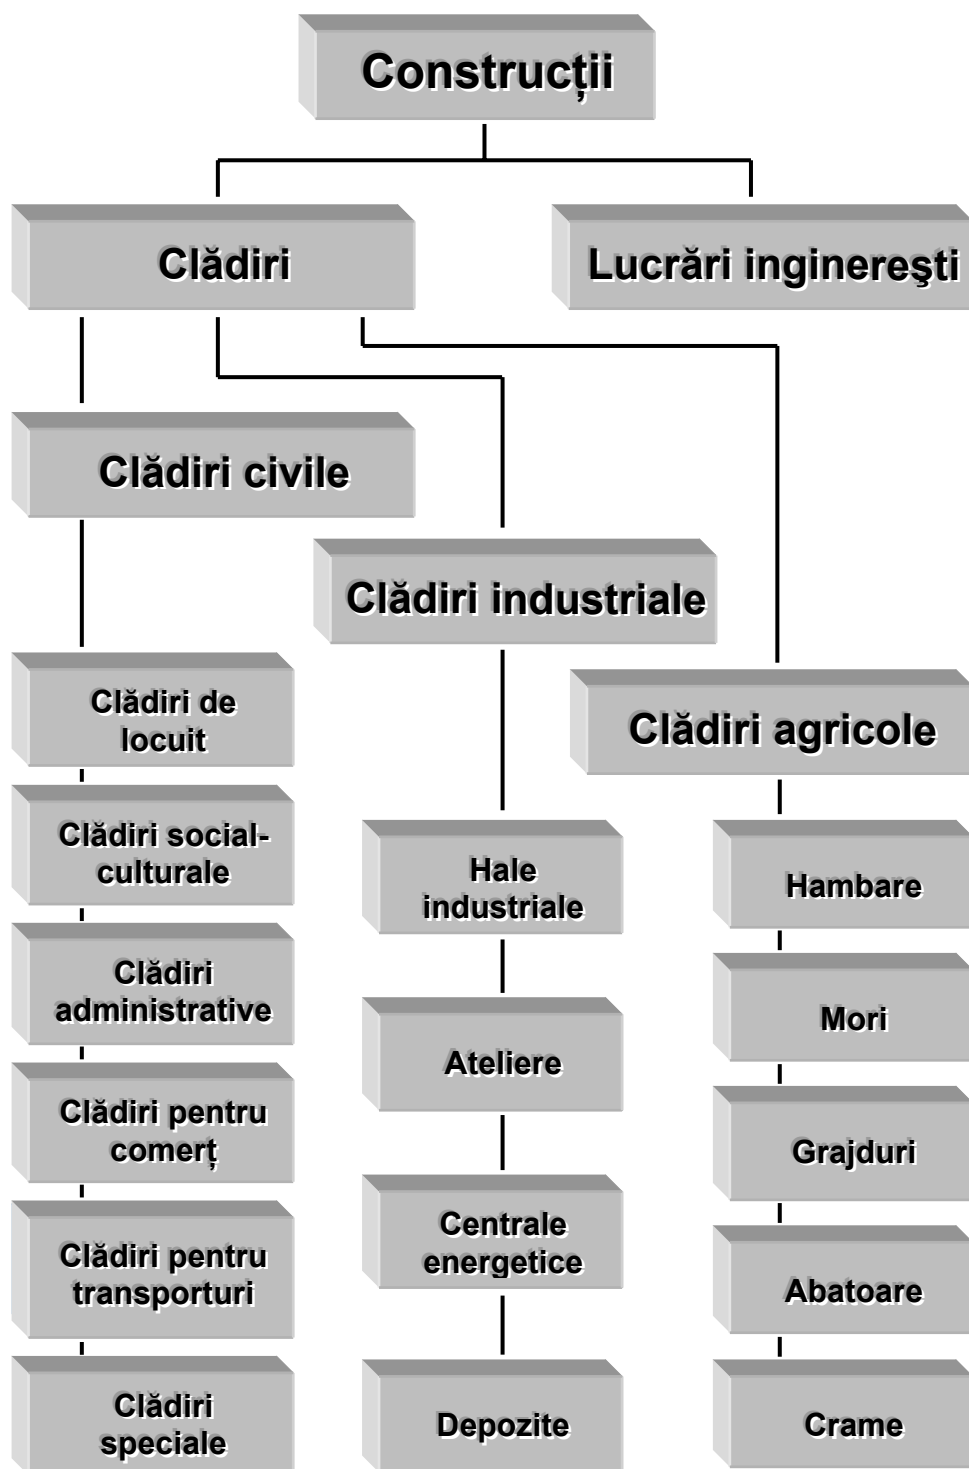 Construcții
Clădiri
Lucrări inginereşti
Clădiri civile
Clădiri industriale
Clădiri agricole
Clădiri de
locuit
Clădiri social-
culturale
Clădiri
administrative
Clădiri pentru
comerț
Clădiri pentru
transporturi
Clădiri
speciale
Hale
industriale
Ateliere
Centrale
energetice
Depozite
Hambare
Mori
Grajduri
Abatoare
Crame